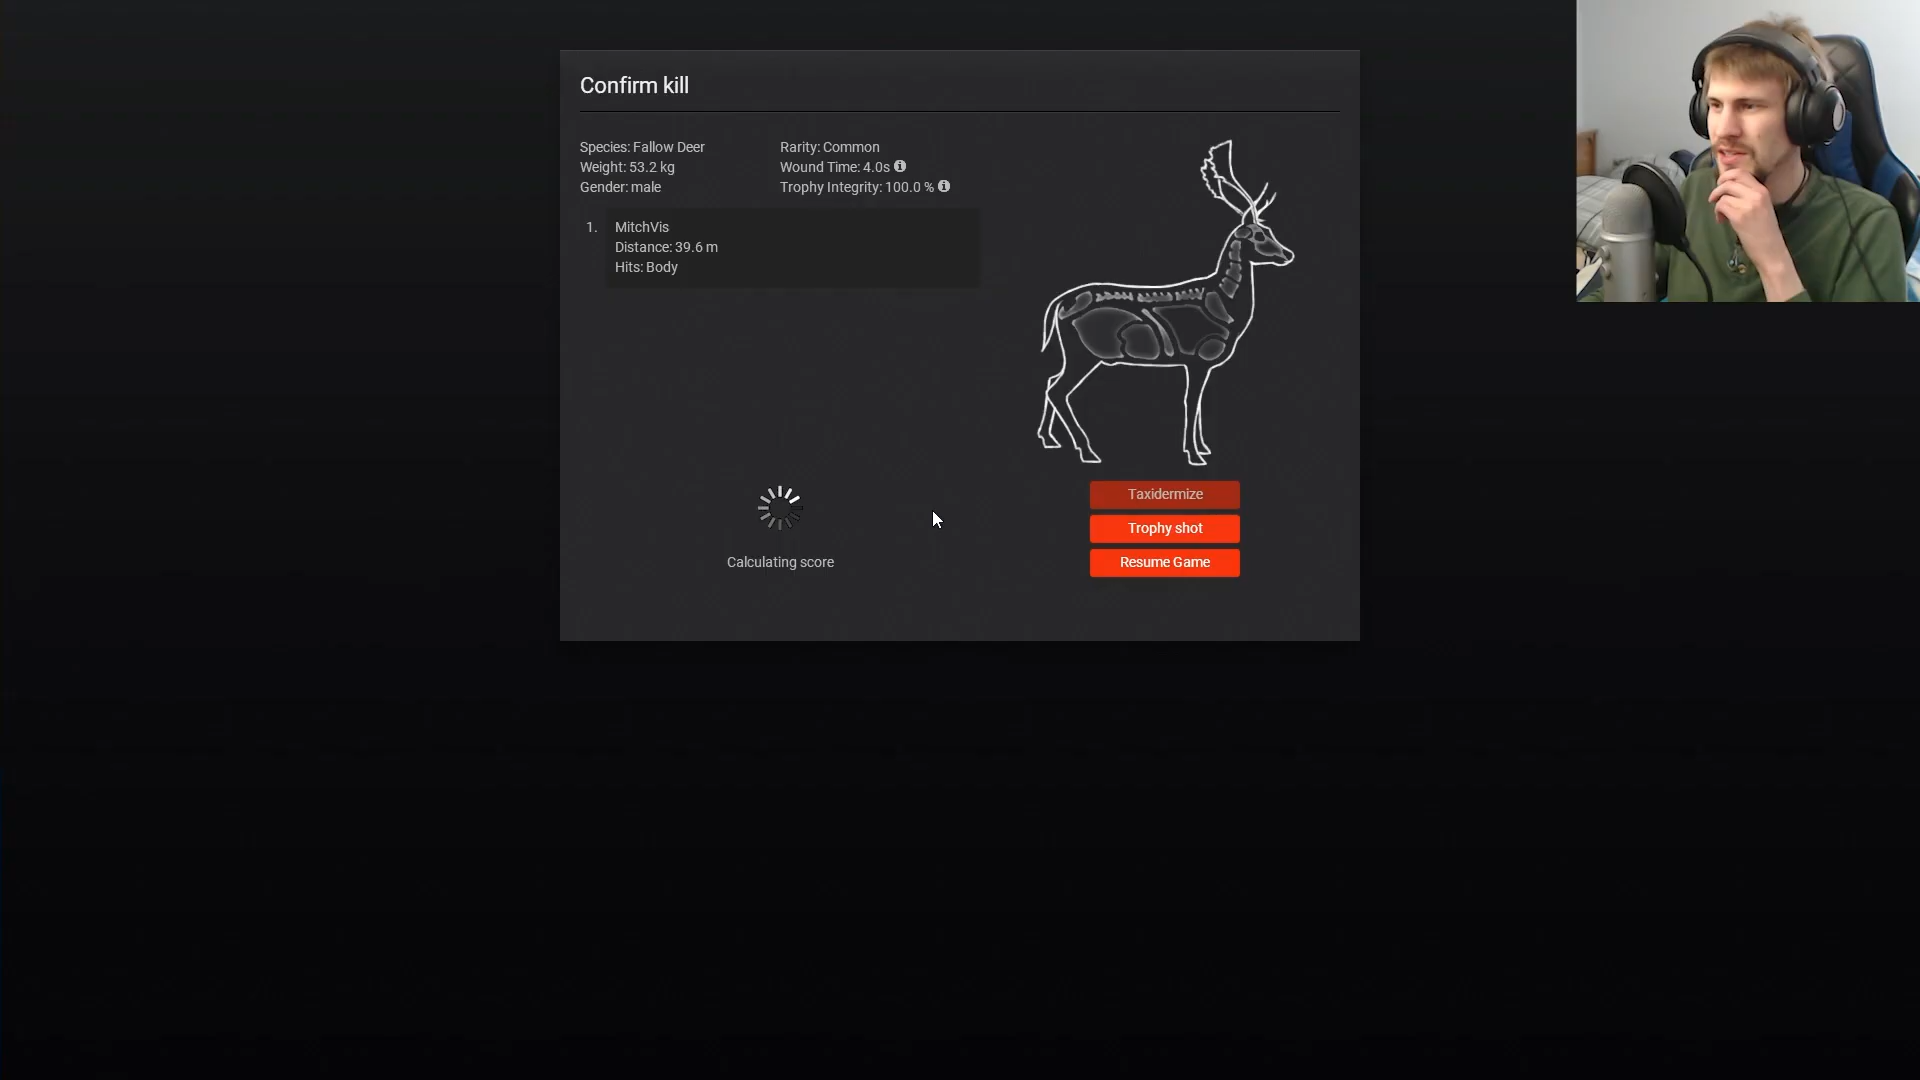 Confirm kill
Species: Fallow Deer
Weight: 53.2 kg
Gender: male
Rarity: Common
Wound Time: 4.0s
Trophy Integrity: 100.0 %
1. MitchVis
Distance: 39.6 m
Hits: Body
Calculating score
Taxidermize
Trophy shot
Resume Game